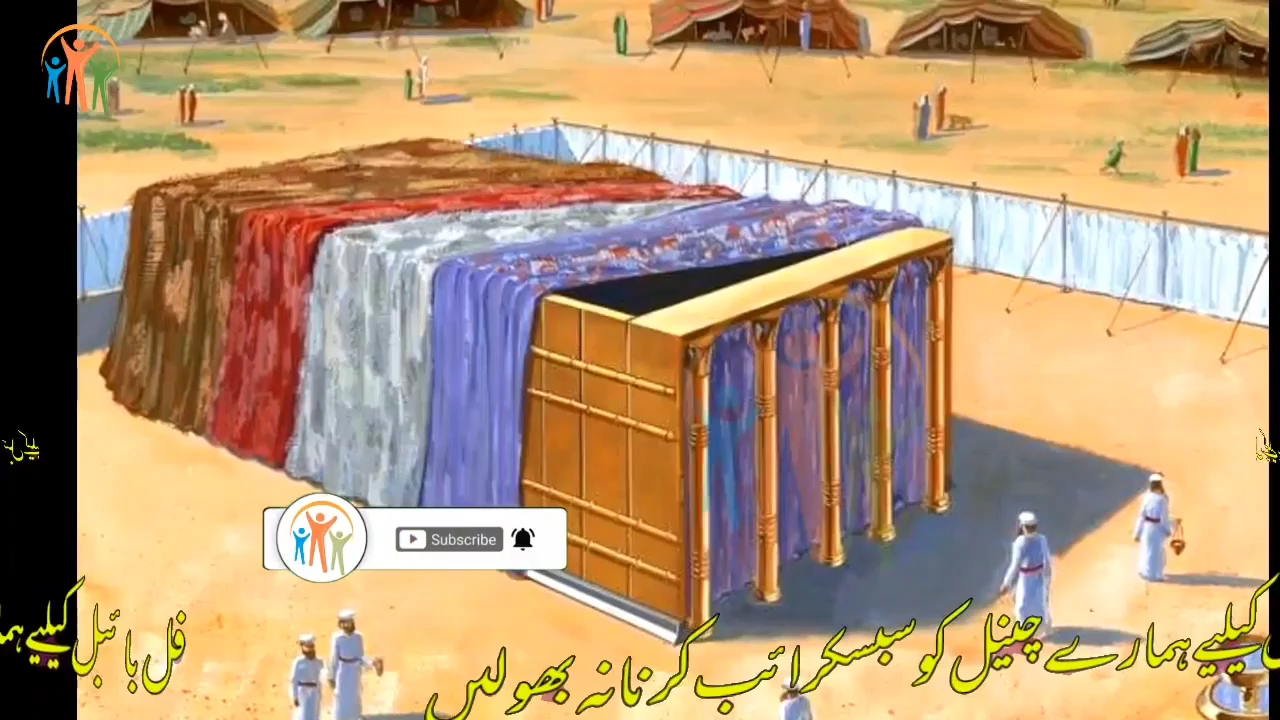 Subscribe
کیلیے ہمارے چینل کو سبسکرائب کرنا نہ بھولیں
فل بائبل کیلیے ہما